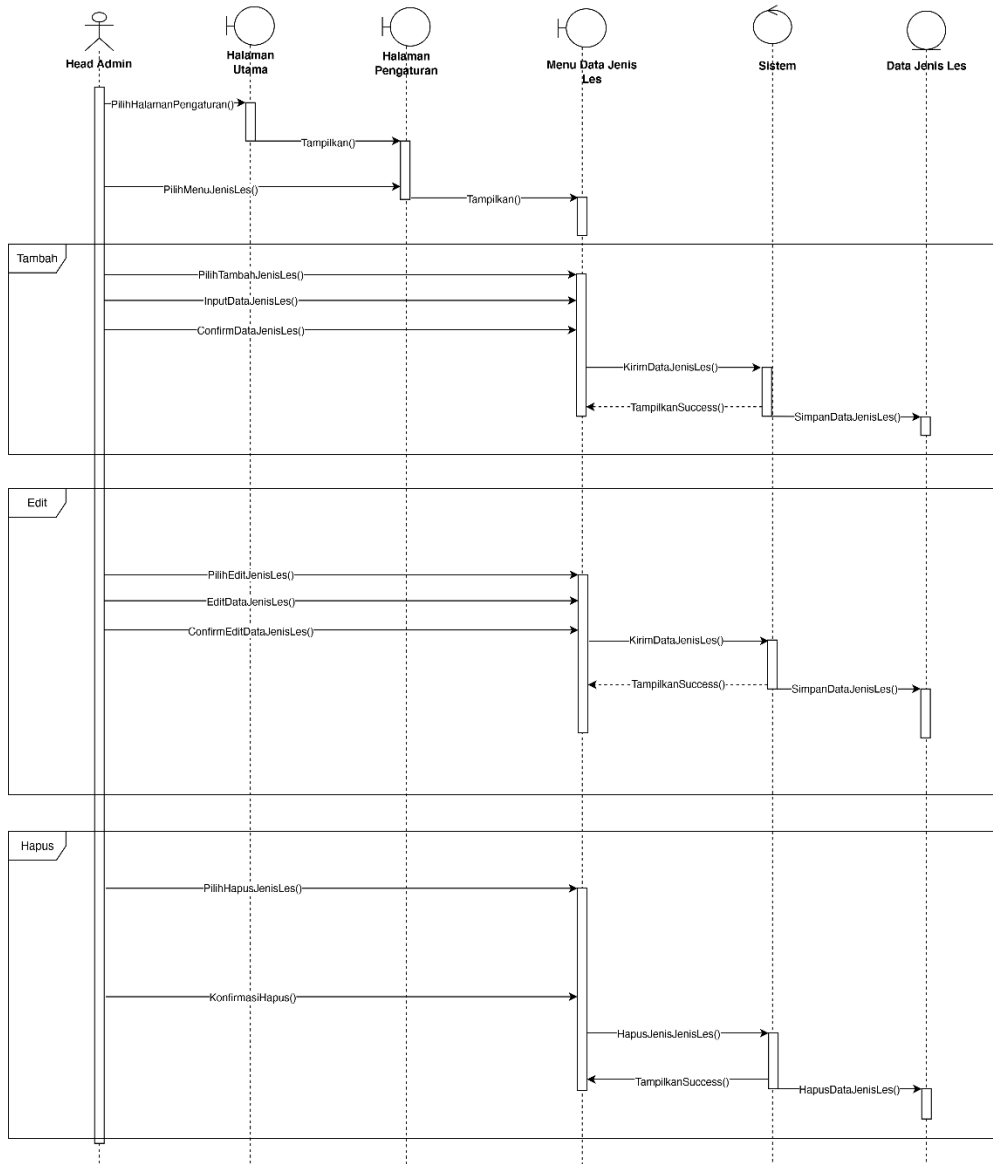 Head Admin
Halaman
Utama
Halaman
Pengaturan
Menu Data Jenis
Les
Sistem
Data Jenis Les
PilihHalamanPengaturan()
Tampilkan()
PilihMenuJenisLes()
Tampilkan()
Tambah
PilihTambahJenisLes()
InputDataJenisLes()
ConfirmDataJenisLes()
KirimDataJenisLes()
TampilkanSuccess()
SimpanDataJenisLes()
Edit
PilihEditJenisLes()
EditDataJenisLes()
ConfirmEditDataJenisLes()
KirimDataJenisLes()
TampilkanSuccess()
SimpanDataJenisLes()
Hapus
PilihHapusJenisLes()
KonfirmasiHapus()
HapusJenisJenisLes()
TampilkanSuccess()
HapusDataJenisLes()